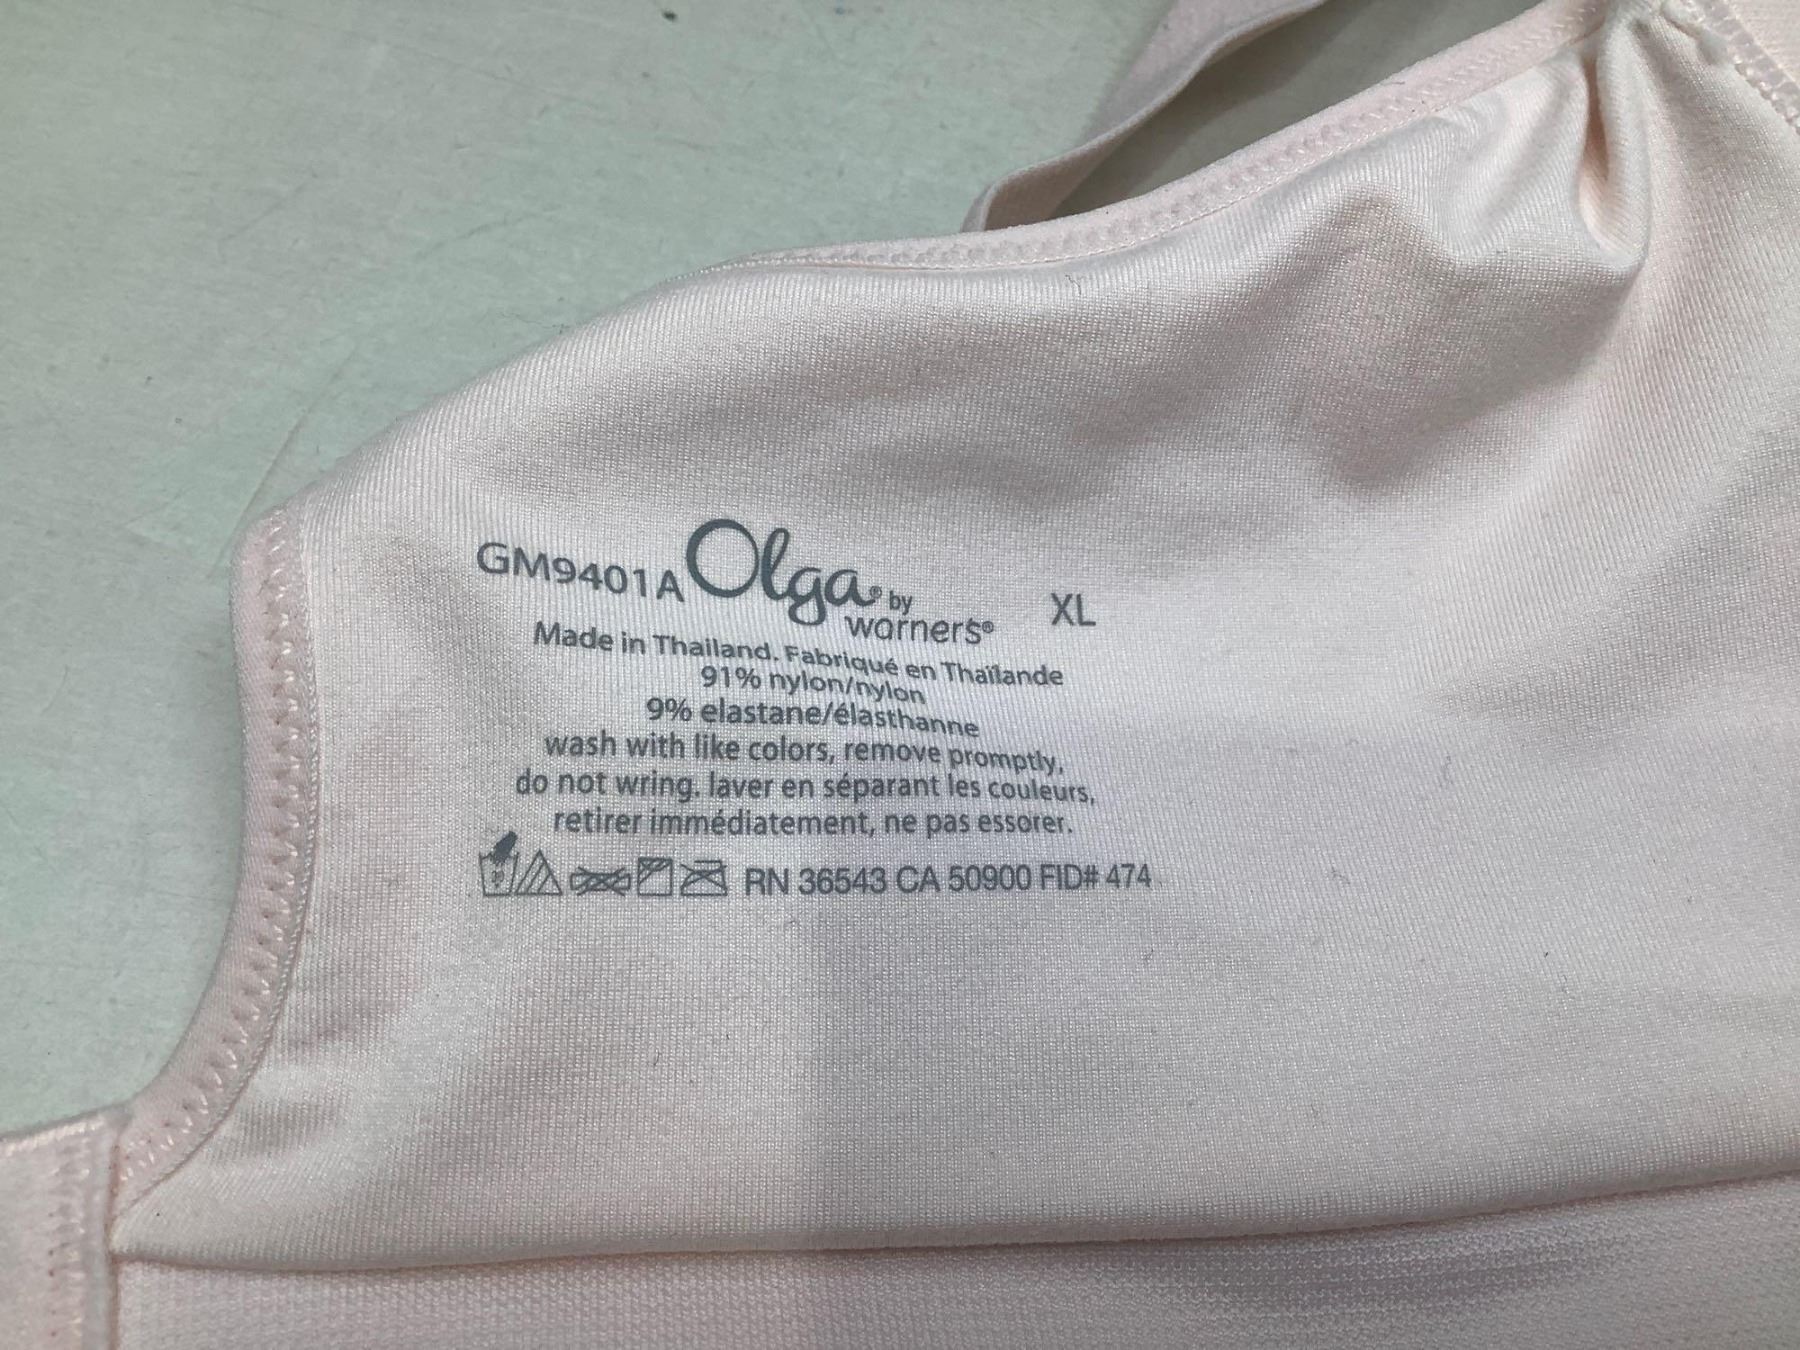 GM9401A Olga® by warner's® XL
Made in Thailand. Fabriqué en Thaïlande
91% nylon/nylon
9% elastane/élasthanne
wash with like colors, remove promptly,
do not wring. laver en séparant les couleurs,
retirer immédiatement, ne pas essorer.
RN 36543 CA 50900 FID# 474